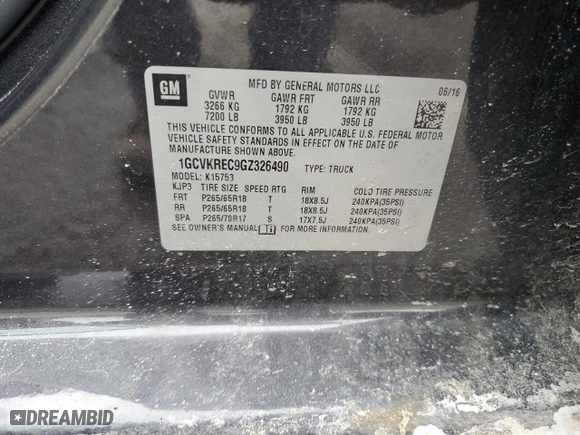 GM
MFD BY GENERAL MOTORS LLC
06/16
GVWR GAWR FRT GAWR RR
3266 KG 1792 KG 1792 KG
7200 LB 3950 LB 3950 LB
THIS VEHICLE CONFORMS TO ALL APPLICABLE U.S. FEDERAL MOTOR
VEHICLE SAFETY STANDARDS IN EFFECT ON THE DATE OF
MANUFACTURE SHOWN ABOVE.
1GCVKREC9GZ326490 TYPE: TRUCK
MODEL: K15753
KJP3 TIRE SIZE SPEED RTG RIM COLD TIRE PRESSURE
FRT P265/65R18 T 18X8.5J 240KPA(35PSI)
RR P265/65R18 T 18X8.5J 240KPA(35PSI)
SPA P265/70R17 S 17X7.5J 240KPA(35PSI)
SEE OWNER'S MANUAL FOR MORE INFORMATION.
DREAMBID
DREAMBID.COM